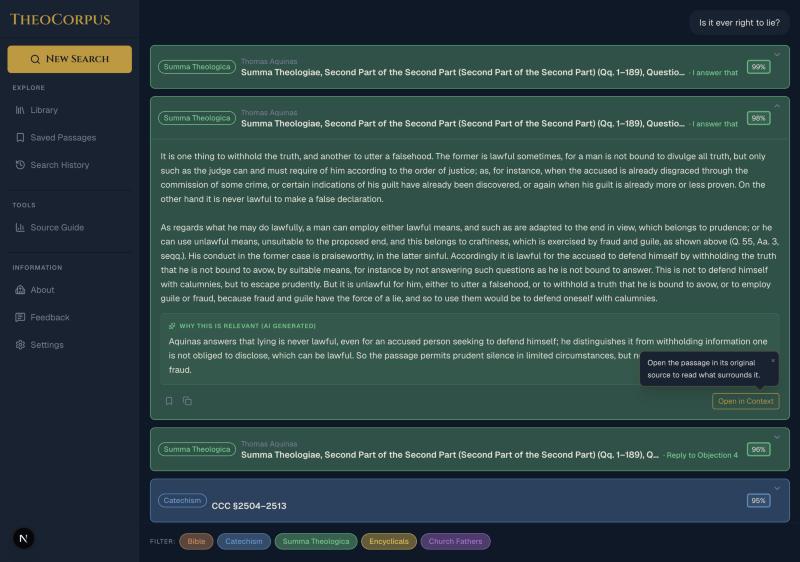 THEOCORPUS
New Search
EXPLORE
Library
Saved Passages
Search History
TOOLS
Source Guide
INFORMATION
About
Feedback
Settings
N
Is it ever right to lie?
Summa Theologica
Thomas Aquinas
Summa Theologiae, Second Part of the Second Part (Second Part of the Second Part) (Qq. 1–189), Questio... · I answer that
99%
Summa Theologica
Thomas Aquinas
Summa Theologiae, Second Part of the Second Part (Second Part of the Second Part) (Qq. 1–189), Questio... · I answer that
98%
It is one thing to withhold the truth, and another to utter a falsehood. The former is lawful sometimes, for a man is not bound to divulge all truth, but only
such as the judge can and must require of him according to the order of justice; as, for instance, when the accused is already disgraced through the
commission of some crime, or certain indications of his guilt have already been discovered, or again when his guilt is already more or less proven. On the
other hand it is never lawful to make a false declaration.
As regards what he may do lawfully, a man can employ either lawful means, and such as are adapted to the end in view, which belongs to prudence; or he
can use unlawful means, unsuitable to the proposed end, and this belongs to craftiness, which is exercised by fraud and guile, as shown above (Q. 55, Aa. 3,
seqq.). His conduct in the former case is praiseworthy, in the latter sinful. Accordingly it is lawful for the accused to defend himself by withholding the truth
that he is not bound to avow, by suitable means, for instance by not answering such questions as he is not bound to answer. This is not to defend himself
with calumnies, but to escape prudently. But it is unlawful for him, either to utter a falsehood, or to withhold a truth that he is bound to avow, or to employ
guile or fraud, because fraud and guile have the force of a lie, and so to use them would be to defend oneself with calumnies.
WHY THIS IS RELEVANT (AI GENERATED)
Aquinas answers that lying is never lawful, even for an accused person seeking to defend himself; he distinguishes it from withholding information one
is not obliged to disclose, which can be lawful. So the passage permits prudent silence in limited circumstances, but
fraud.
Open the passage in its original
source to read what surrounds it.
×
Open in Context
Summa Theologica
Thomas Aquinas
Summa Theologiae, Second Part of the Second Part (Second Part of the Second Part) (Qq. 1–189), Q... · Reply to Objection 4
96%
Catechism
CCC §2504–2513
95%
FILTER:
Bible
Catechism
Summa Theologica
Encyclicals
Church Fathers